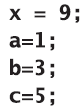 x = 9;
a=1;
b=3;
c=5;